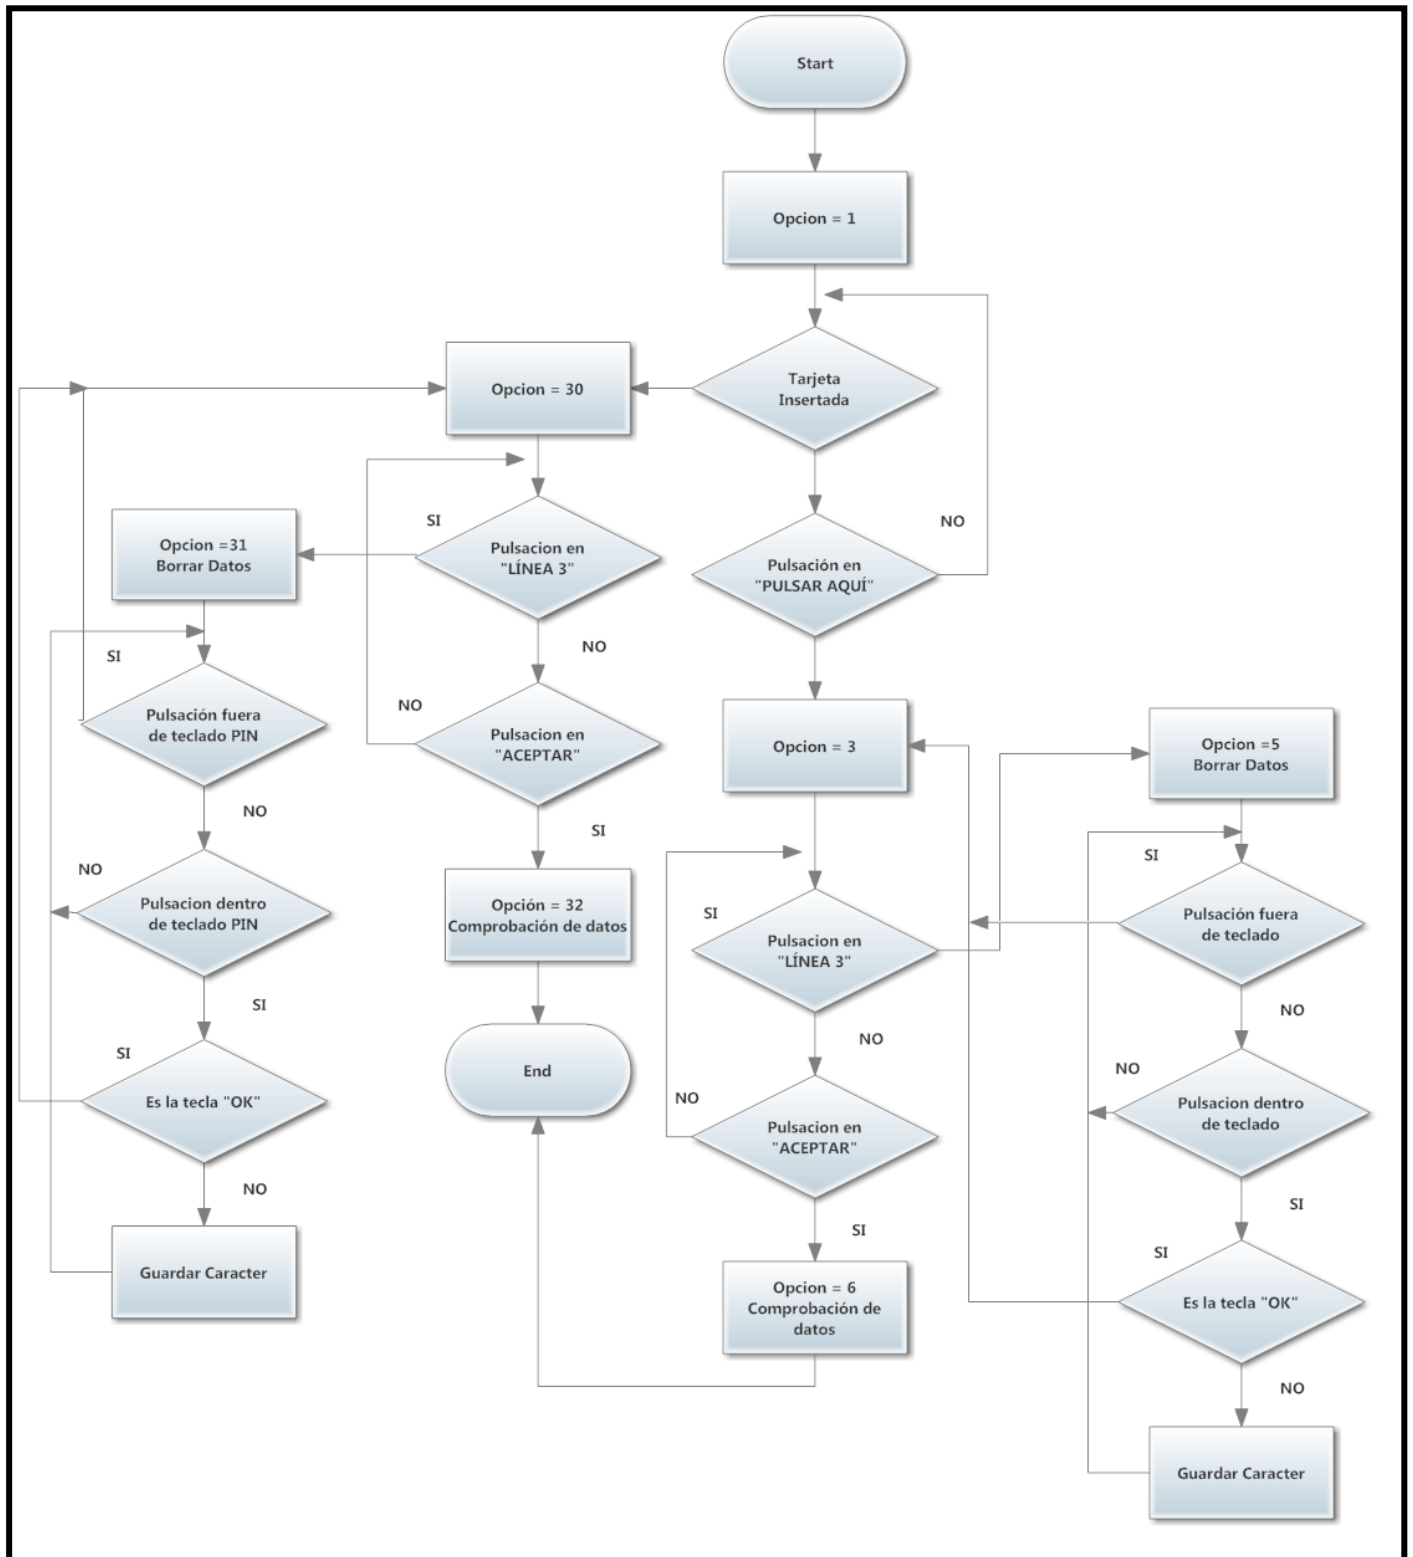 Start
Opcion = 1
Tarjeta
Insertada
Opcion = 30
NO
Pulsación en
"PULSAR AQUÍ"
SI
Pulsacion en
"LÍNEA 3"
Opcion =31
Borrar Datos
NO
SI
Pulsación fuera
de teclado PIN
NO
Pulsacion en
"ACEPTAR"
Opcion = 3
Opcion =5
Borrar Datos
NO
SI
NO
Pulsacion dentro
de teclado PIN
Opción = 32
Comprobación de datos
SI
Pulsacion en
"LÍNEA 3"
SI
Pulsación fuera
de teclado
SI
NO
NO
SI
Es la tecla "OK"
End
NO
Pulsacion en
"ACEPTAR"
NO
Pulsacion dentro
de teclado
NO
SI
SI
Guardar Caracter
Opcion = 6
Comprobación de
datos
SI
Es la tecla "OK"
NO
Guardar Caracter